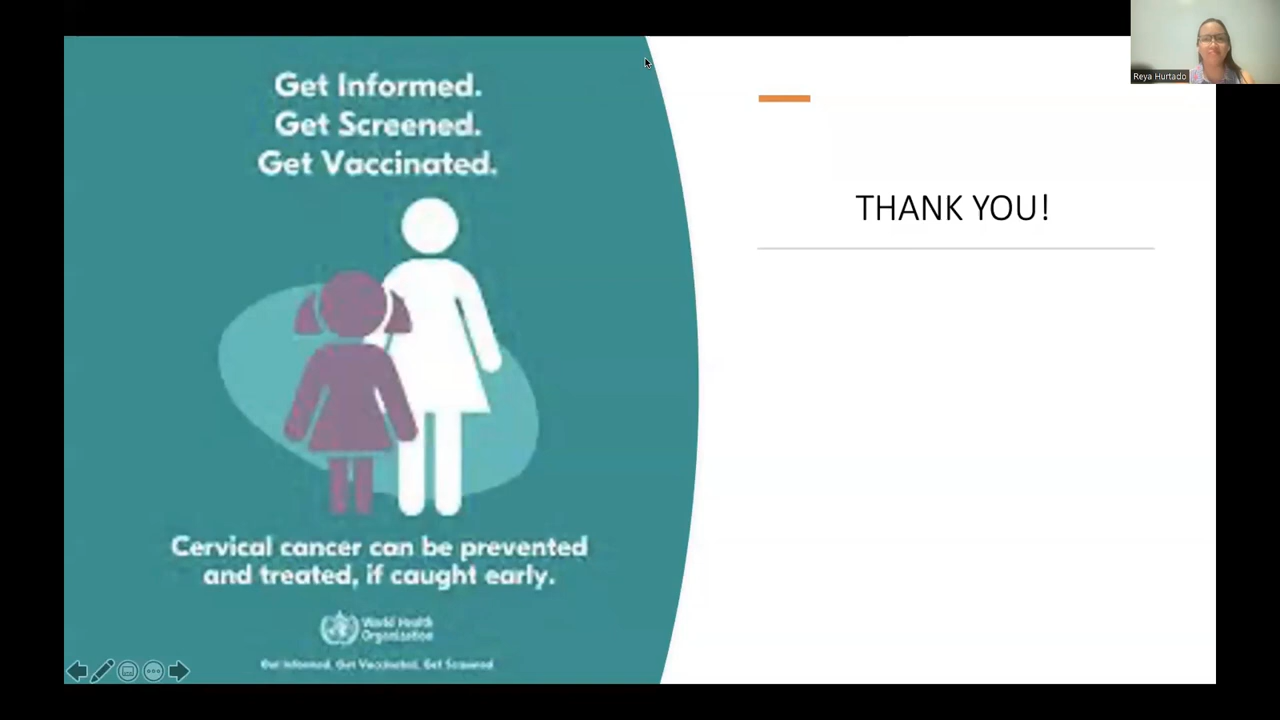 Get Informed.
Get Screened.
Get Vaccinated.
Cervical cancer can be prevented
and treated, if caught early.
World Health
Organization
Get Informed, Get Vaccinated, Get Screened
THANK YOU!
Reya Hurtado